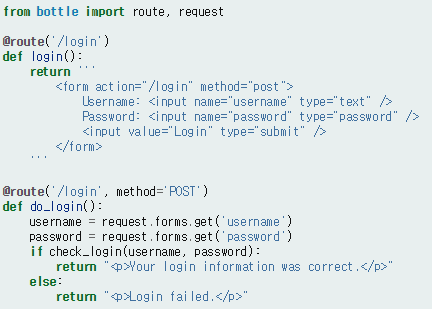 from bottle import route, request
@route('/login')
def login():
    return '''
        <form action="/login" method="post">
            Username: <input name="username" type="text" />
            Password: <input name="password" type="password" />
            <input value="Login" type="submit" />
        </form>
    '''
@route('/login', method='POST')
def do_login():
    username = request.forms.get('username')
    password = request.forms.get('password')
    if check_login(username, password):
        return "<p>Your login information was correct.</p>"
    else:
        return "<p>Login failed.</p>"